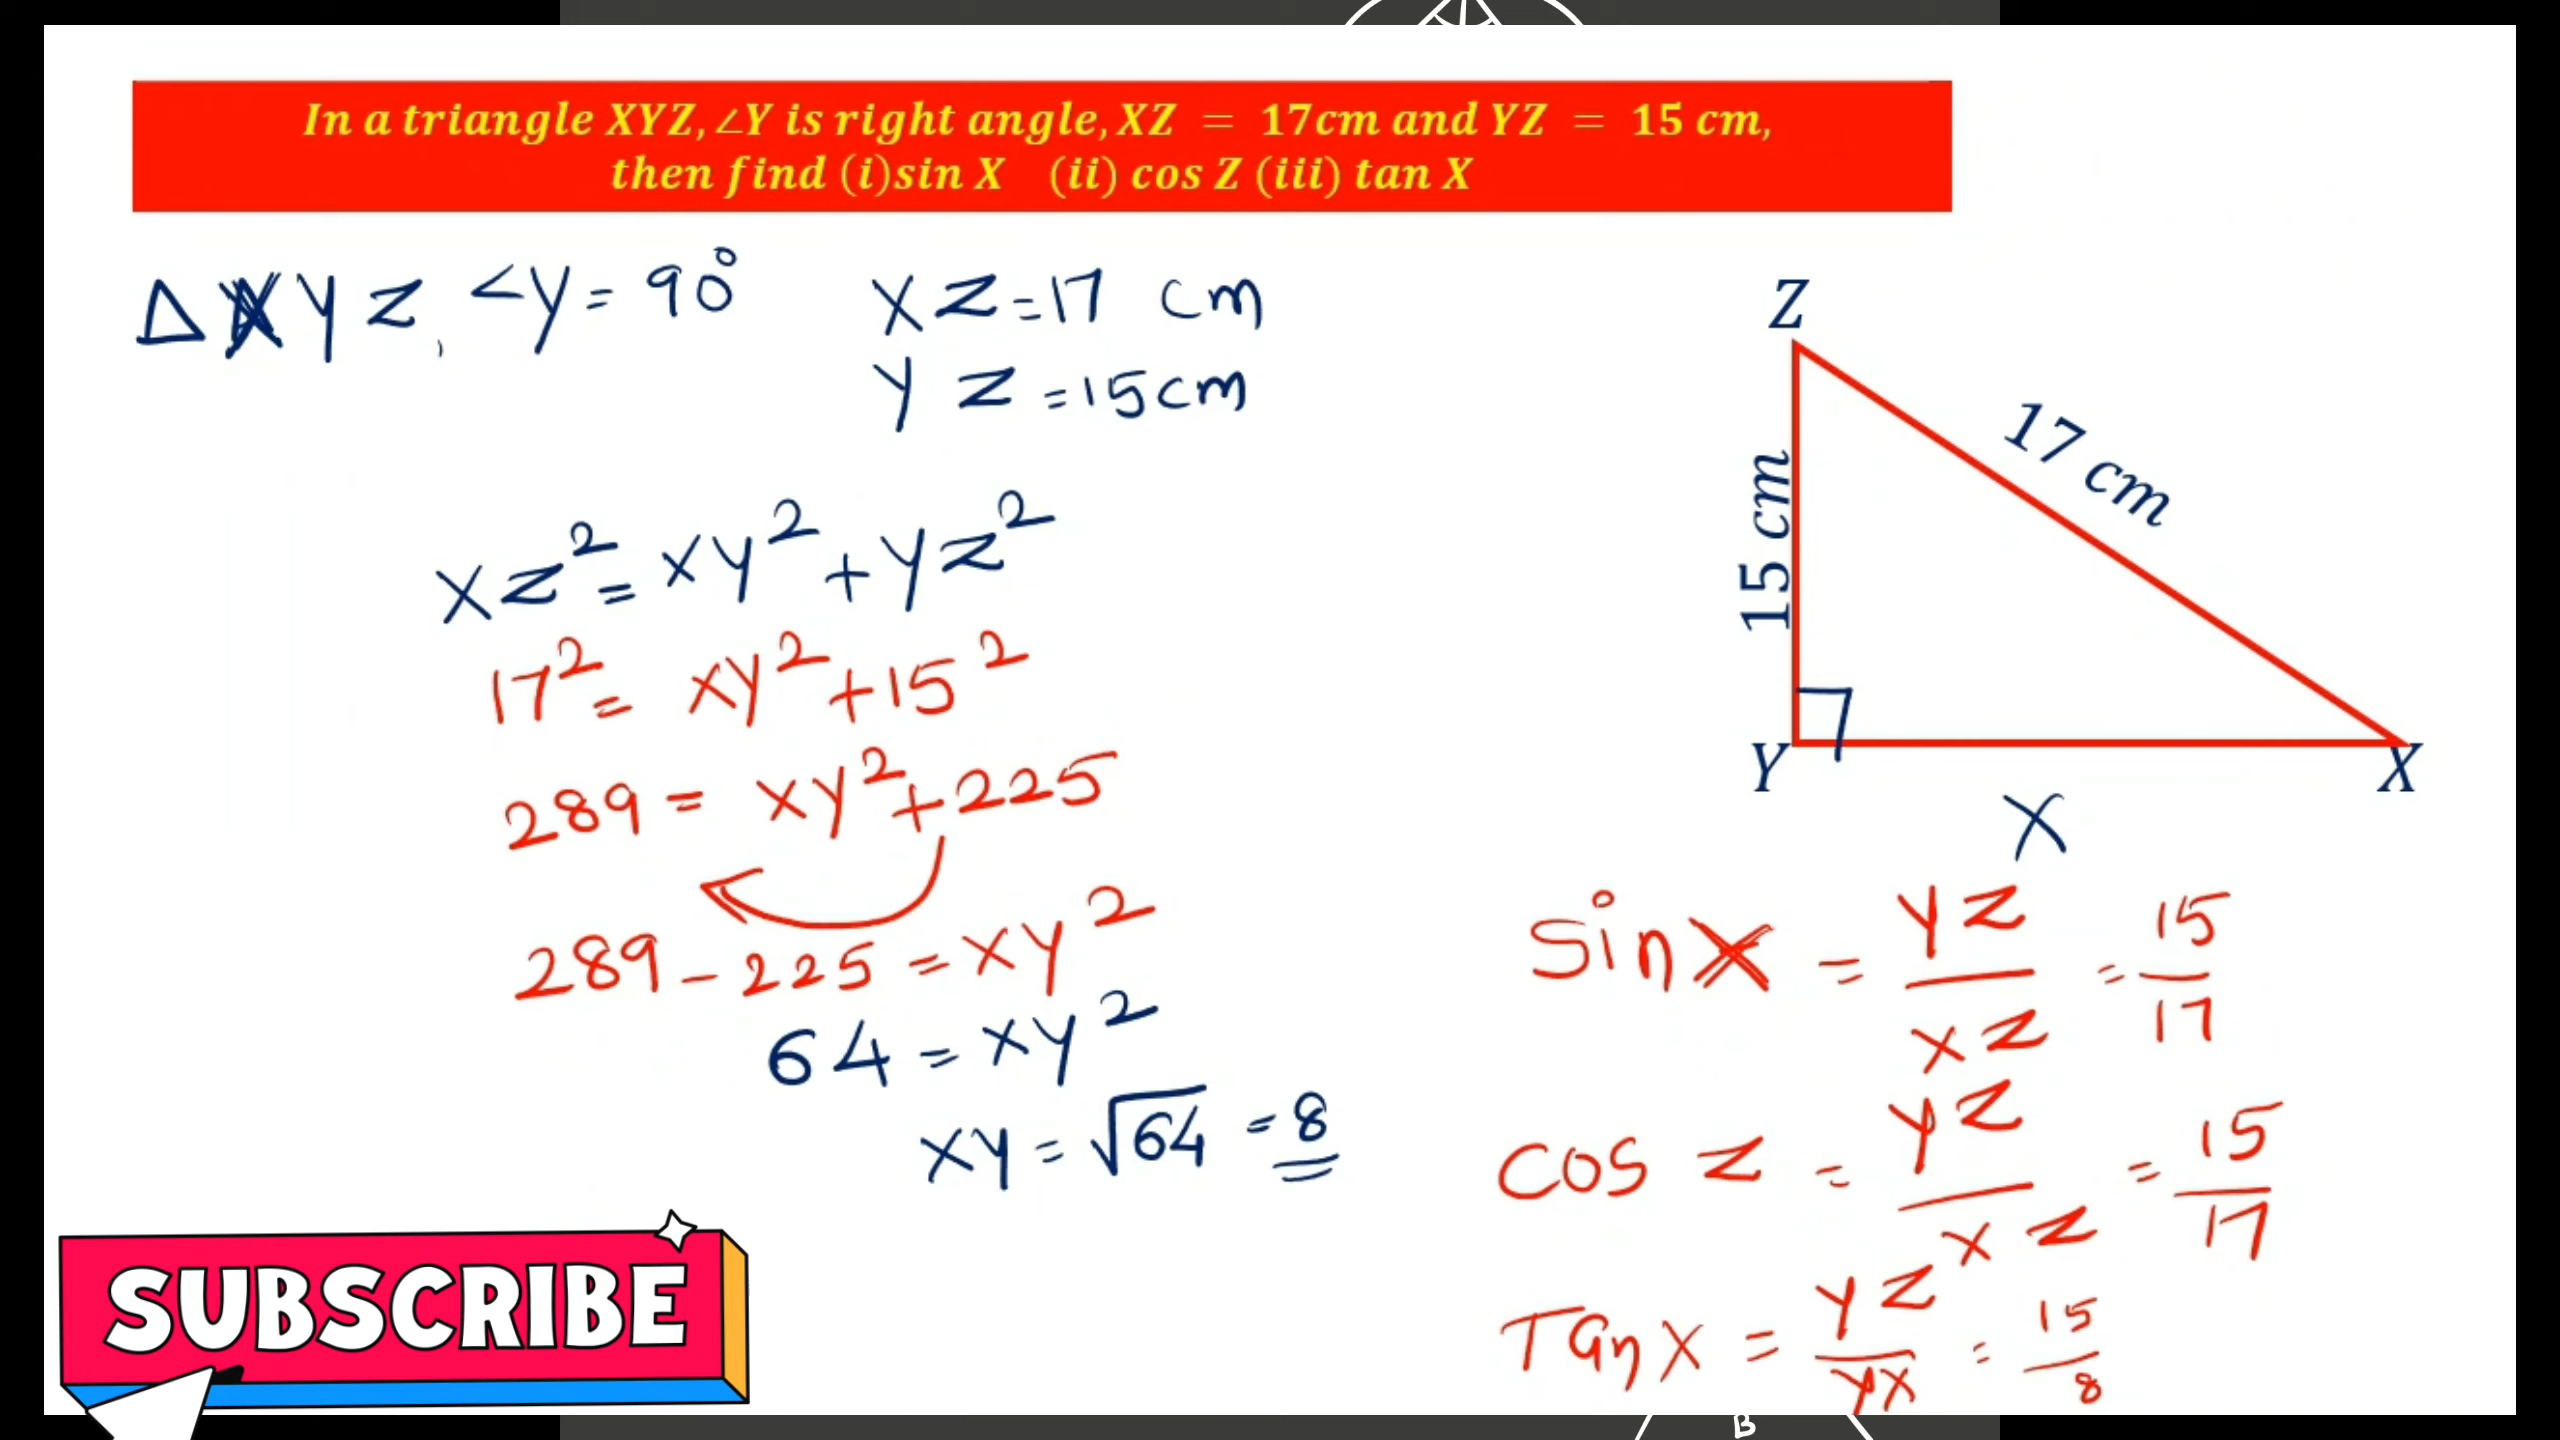 In a triangle XYZ, ∠Y is right angle, XZ = 17cm and YZ = 15 cm,
then find (i)sin X (ii) cos Z (iii) tan X
Δ XYZ, ∠Y = 90°
XZ = 17 cm
YZ = 15cm
XZ² = XY² + YZ²
17² = XY² + 15²
289 = XY² + 225
289 - 225 = XY²
64 = XY²
XY = √64 = 8
Z
17 cm
15 cm
Y
X
X
Sin X = YZ/XZ = 15/17
COS Z = YZ/XZ = 15/17
Tan X = YZ/YX = 15/8
SUBSCRIBE
B